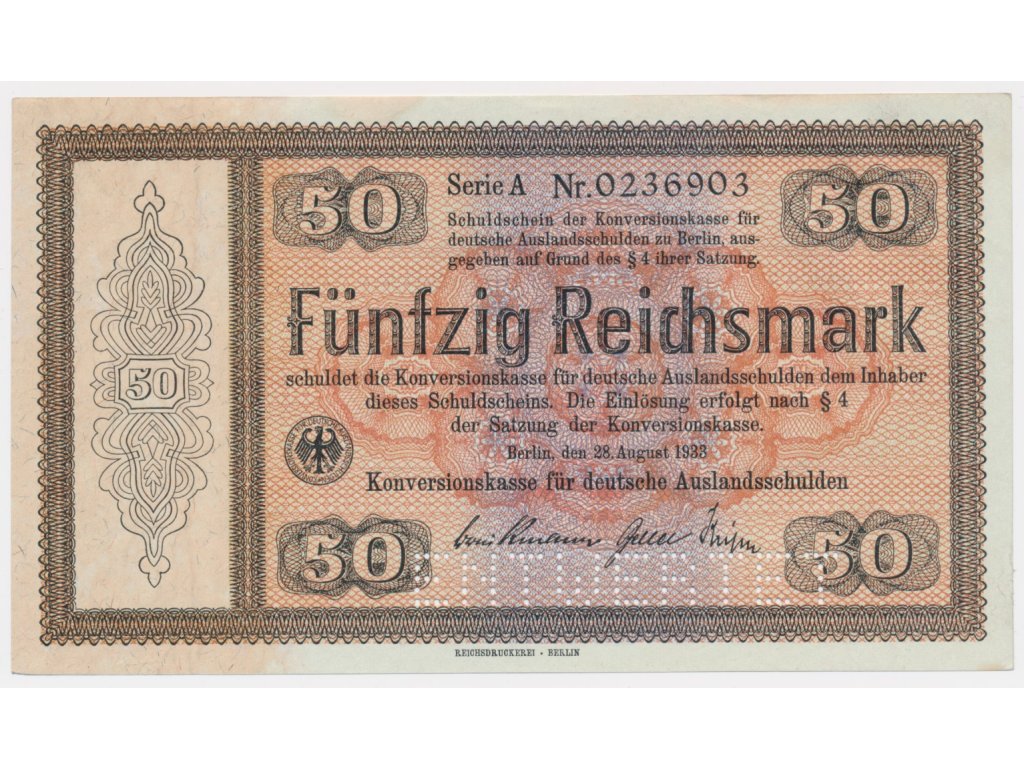 50 Serie A Nr. 0236903 50
Schuldschein der Konversionskasse für
deutsche Auslandsschulden zu Berlin, aus-
gegeben auf Grund des § 4 ihrer Satzung.
Fünfzig Reichsmark
schuldet die Konversionskasse für deutsche Auslandsschulden dem Inhaber
dieses Schuldscheins. Die Einlösung erfolgt nach § 4
der Satzung der Konversionskasse.
Berlin, den 28. August 1933
Konversionskasse für deutsche Auslandsschulden
50
50 50
REICHSDRUCKEREI • BERLIN